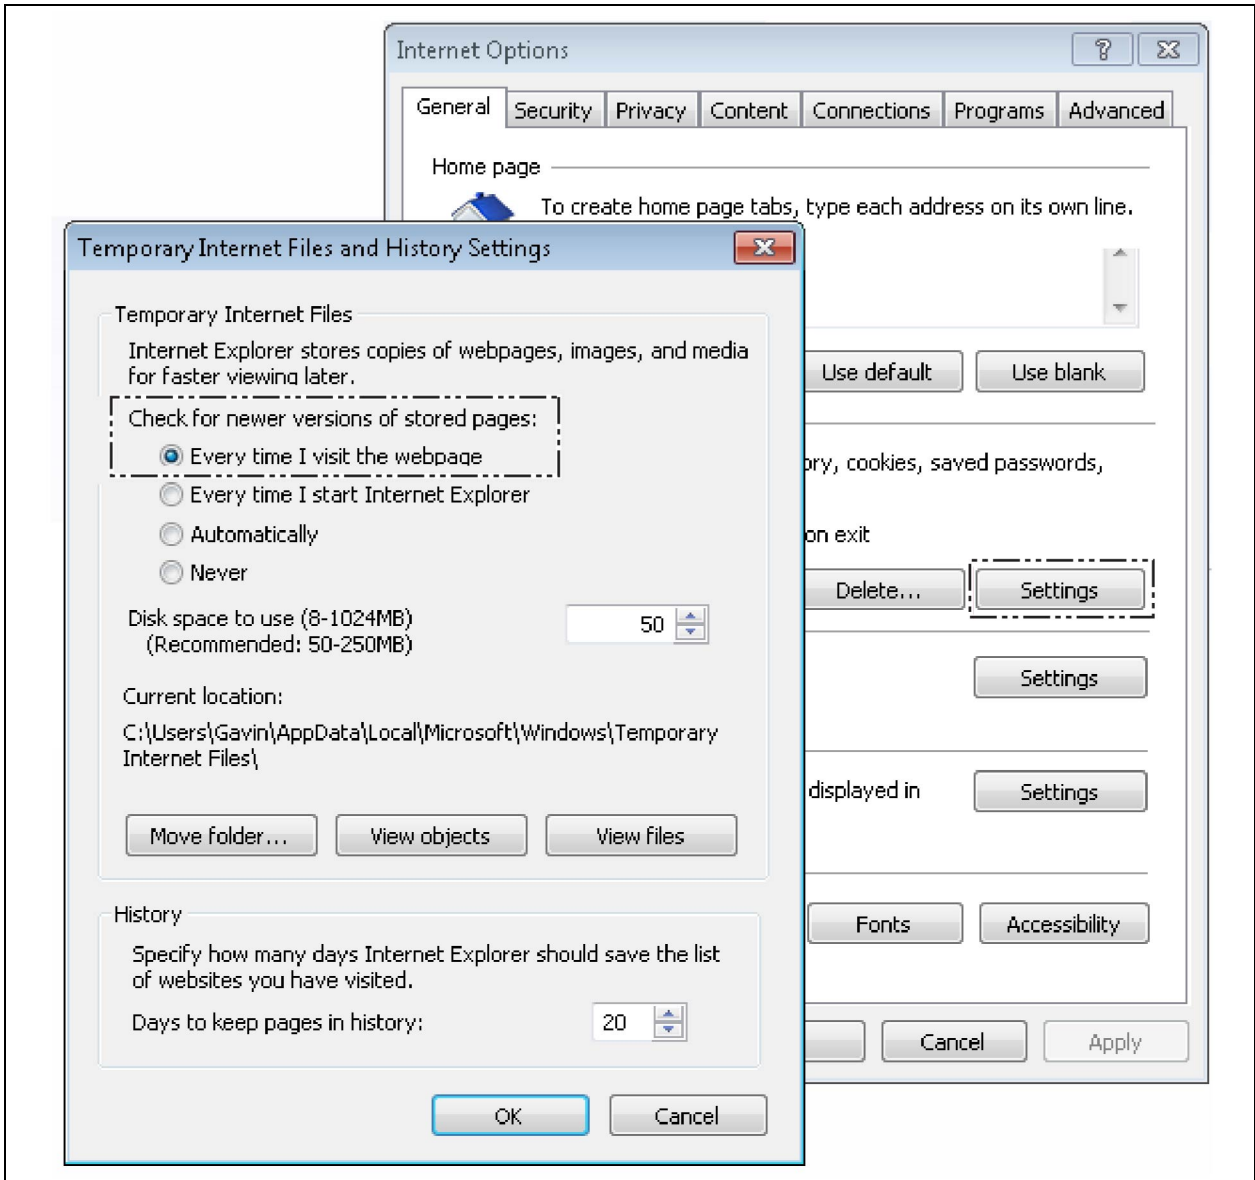 Internet Options
General Security Privacy Content Connections Programs Advanced
Home page
To create home page tabs, type each address on its own line.
Use default Use blank
ory, cookies, saved passwords,
on exit
Delete... Settings
Settings
displayed in Settings
Fonts Accessibility
Cancel Apply
Temporary Internet Files and History Settings
Temporary Internet Files
Internet Explorer stores copies of webpages, images, and media
for faster viewing later.
Check for newer versions of stored pages:
Every time I visit the webpage
Every time I start Internet Explorer
Automatically
Never
Disk space to use (8-1024MB) 50
(Recommended: 50-250MB)
Current location:
C:\Users\Gavin\AppData\Local\Microsoft\Windows\Temporary
Internet Files\
Move folder... View objects View files
History
Specify how many days Internet Explorer should save the list
of websites you have visited.
Days to keep pages in history: 20
OK Cancel